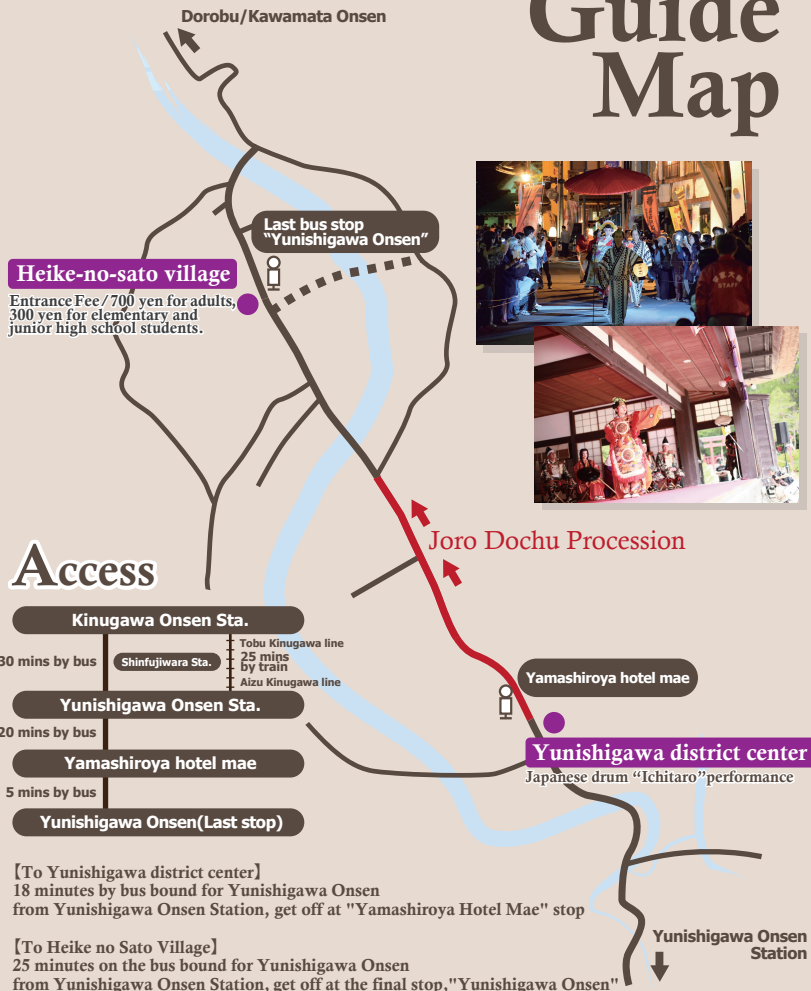 Guide
Map
Dorobu/Kawamata Onsen
Last bus stop
"Yunishigawa Onsen"
Heike-no-sato village
Entrance Fee/700 yen for adults,
300 yen for elementary and
junior high school students.
STAFF
Joro Dochu Procession
Access
Kinugawa Onsen Sta.
30 mins by bus
Shinfujiwara Sta.
Tobu Kinugawa line
25 mins
by train
Aizu Kinugawa line
Yunishigawa Onsen Sta.
20 mins by bus
Yamashiroya hotel mae
5 mins by bus
Yunishigawa Onsen(Last stop)
Yamashiroya hotel mae
Yunishigawa district center
Japanese drum “Ichitaro”performance
【To Yunishigawa district center】
18 minutes by bus bound for Yunishigawa Onsen
from Yunishigawa Onsen Station, get off at "Yamashiroya Hotel Mae" stop
【To Heike no Sato Village】
25 minutes on the bus bound for Yunishigawa Onsen
from Yunishigawa Onsen Station, get off at the final stop,"Yunishigawa Onsen"
Yunishigawa Onsen
Station